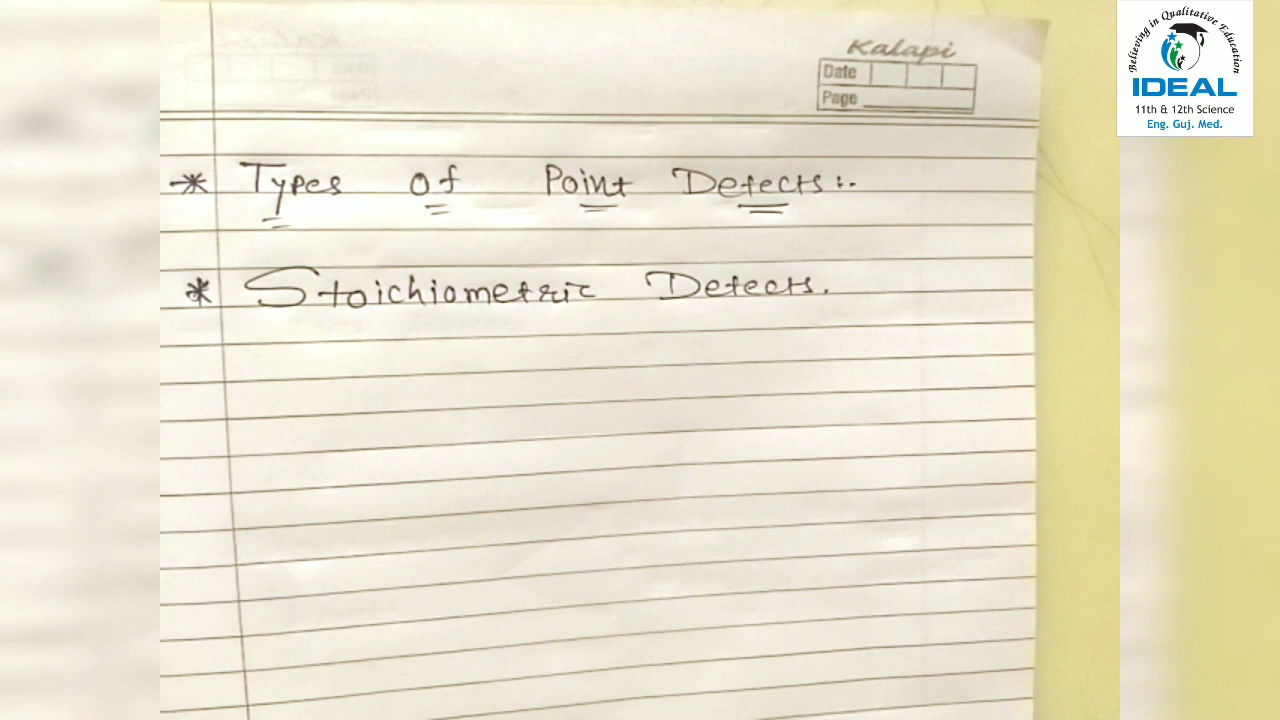 Kalapi
Date
Page
Believing in Qualitative Education
IDEAL
11th & 12th Science
Eng. Guj. Med.
* Types of Point Defects :-
* Stoichiometric Defects.